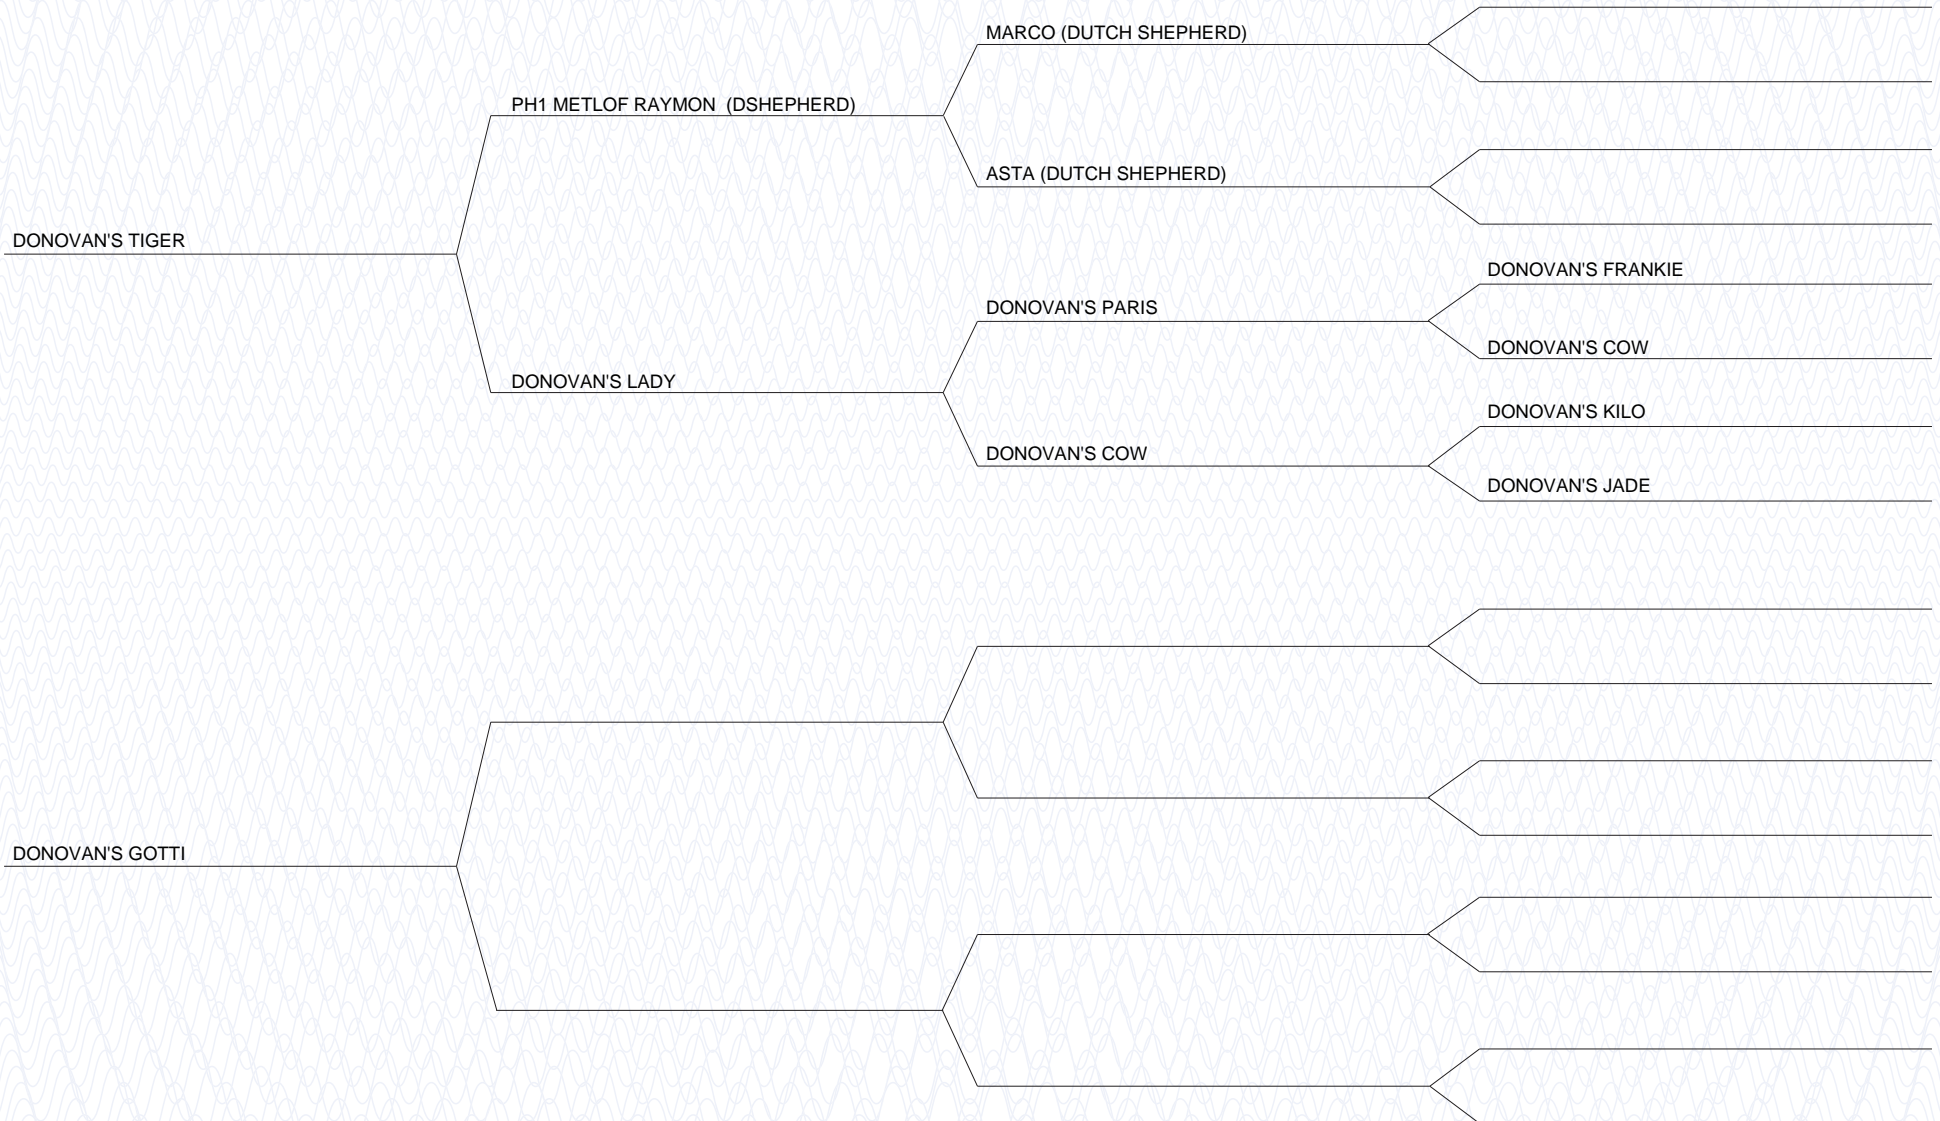 MARCO (DUTCH SHEPHERD)
PH1 METLOF RAYMON (DSHEPHERD)
ASTA (DUTCH SHEPHERD)
DONOVAN'S TIGER
DONOVAN'S FRANKIE
DONOVAN'S PARIS
DONOVAN'S COW
DONOVAN'S LADY
DONOVAN'S KILO
DONOVAN'S COW
DONOVAN'S JADE
DONOVAN'S GOTTI